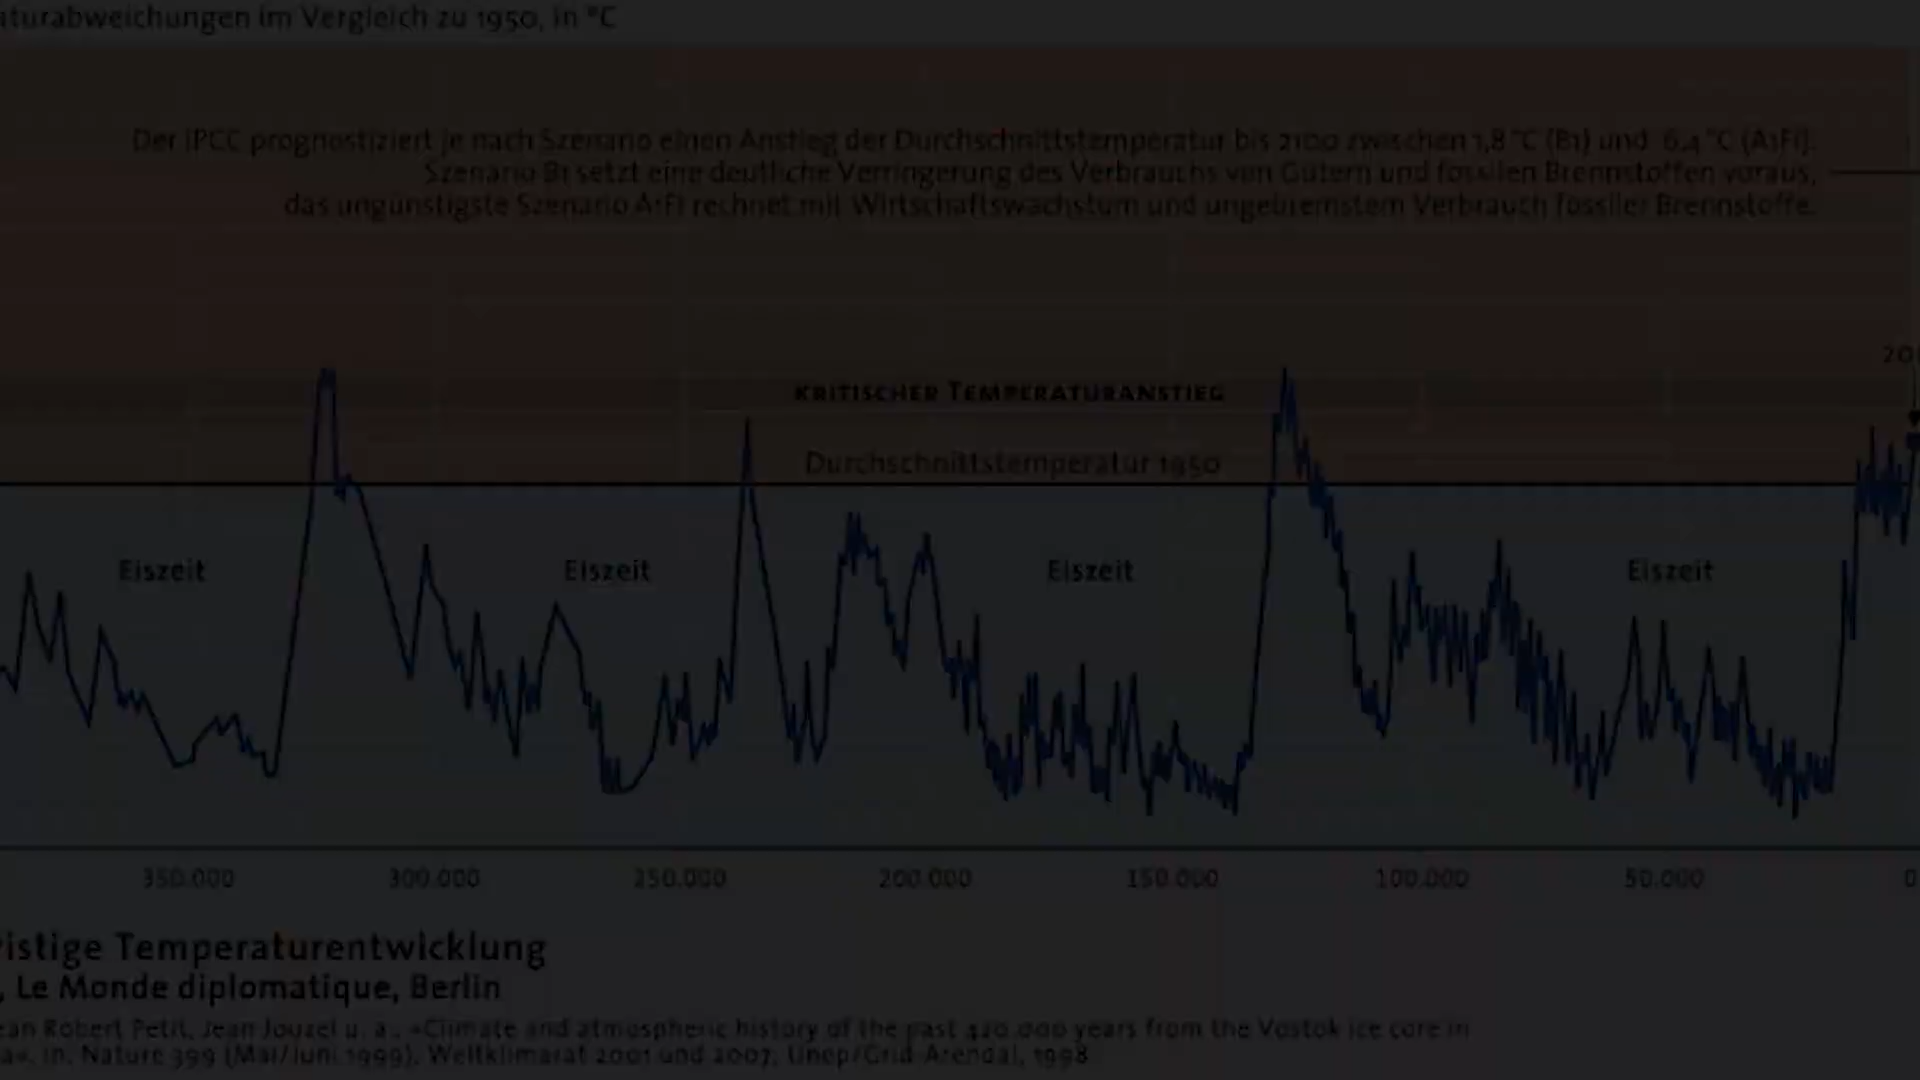 aturabweichungen im Vergleich zu 1950, in °C
Der IPCC prognostiziert je nach Szenario einen Anstieg der Durchschnittstemperatur bis 2100 zwischen 1,8 °C (B1) und 6,4 °C (A1FI).
Szenario B1 setzt eine deutliche Verringerung des Verbrauchs von Gütern und fossilen Brennstoffen voraus,
das ungünstigste Szenario A1FI rechnet mit Wirtschaftswachstum und ungebremstem Verbrauch fossiler Brennstoffe.
20
KRITISCHER TEMPERATURANSTIEG
Durchschnittstemperatur 1950
Eiszeit Eiszeit Eiszeit Eiszeit
350.000 300.000 250.000 200.000 150.000 100.000 50.000 0
ristige Temperaturentwicklung
, Le Monde diplomatique, Berlin
ean Robert Petit, Jean Jouzel u. a., »Climate and atmospheric history of the past 420.000 years from the Vostok ice core in
a«, in: Nature 399 (Mai/Juni 1999), Weltklimarat 2001 und 2007; Unep/Grid-Arendal, 1998